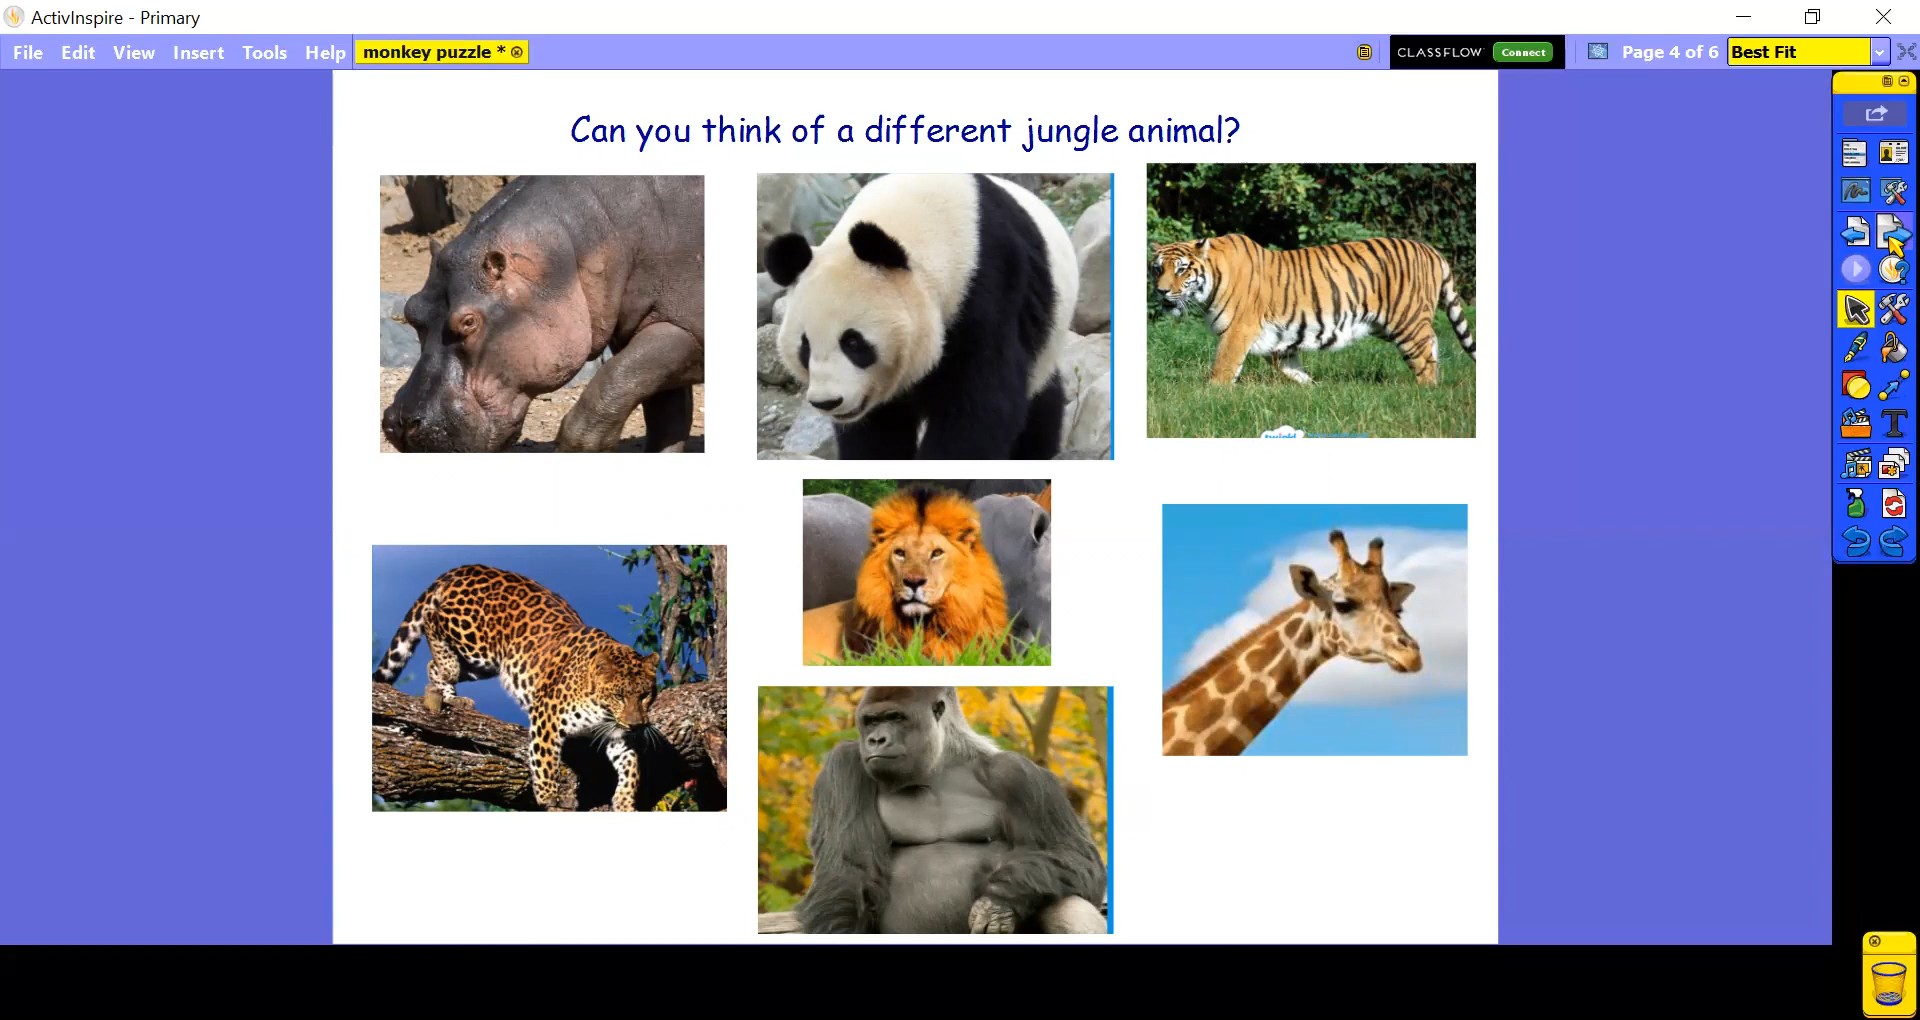 ActivInspire - Primary
File Edit View Insert Tools Help monkey puzzle * CLASSFLOW Connect Page 4 of 6 Best Fit
Can you think of a different jungle animal?
twinkl